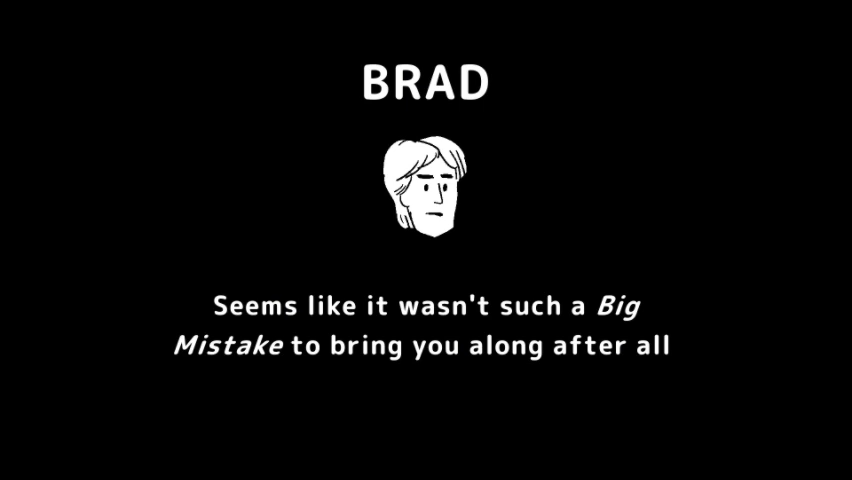 BRAD
Seems like it wasn't such a Big
Mistake to bring you along after all